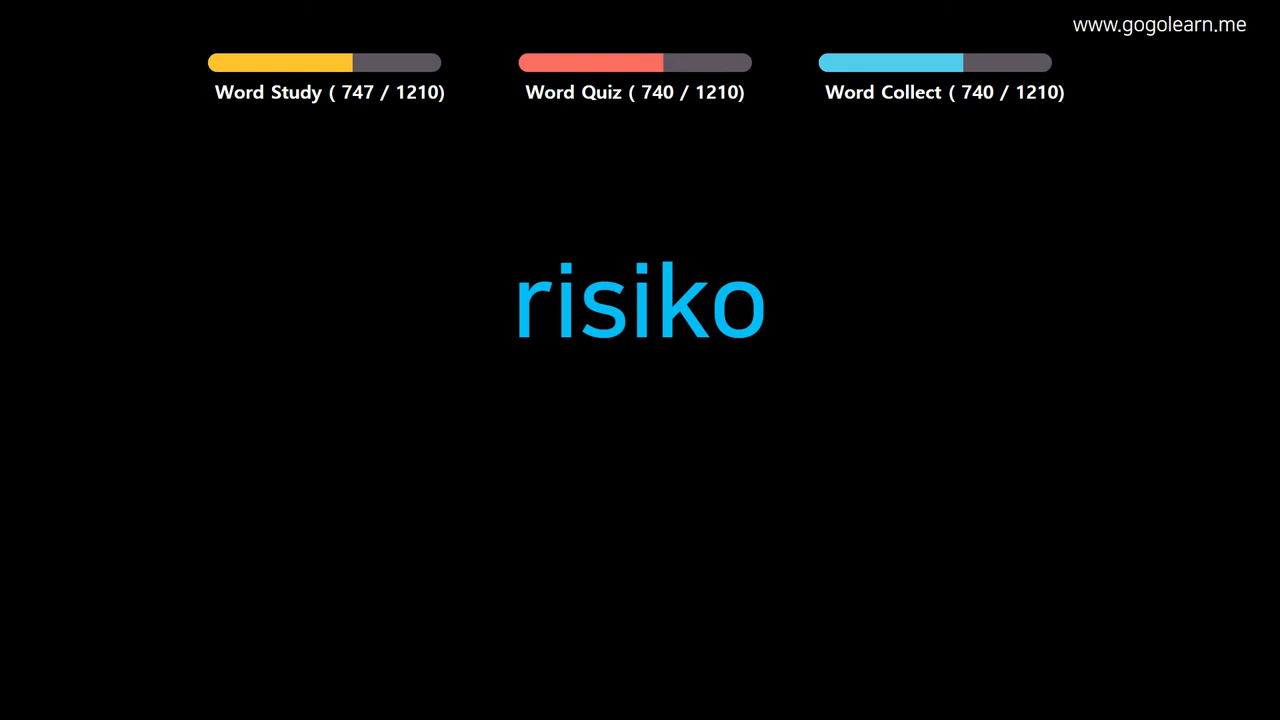 www.gogolearn.me
Word Study ( 747 / 1210)
Word Quiz ( 740 / 1210)
Word Collect ( 740 / 1210)
risiko